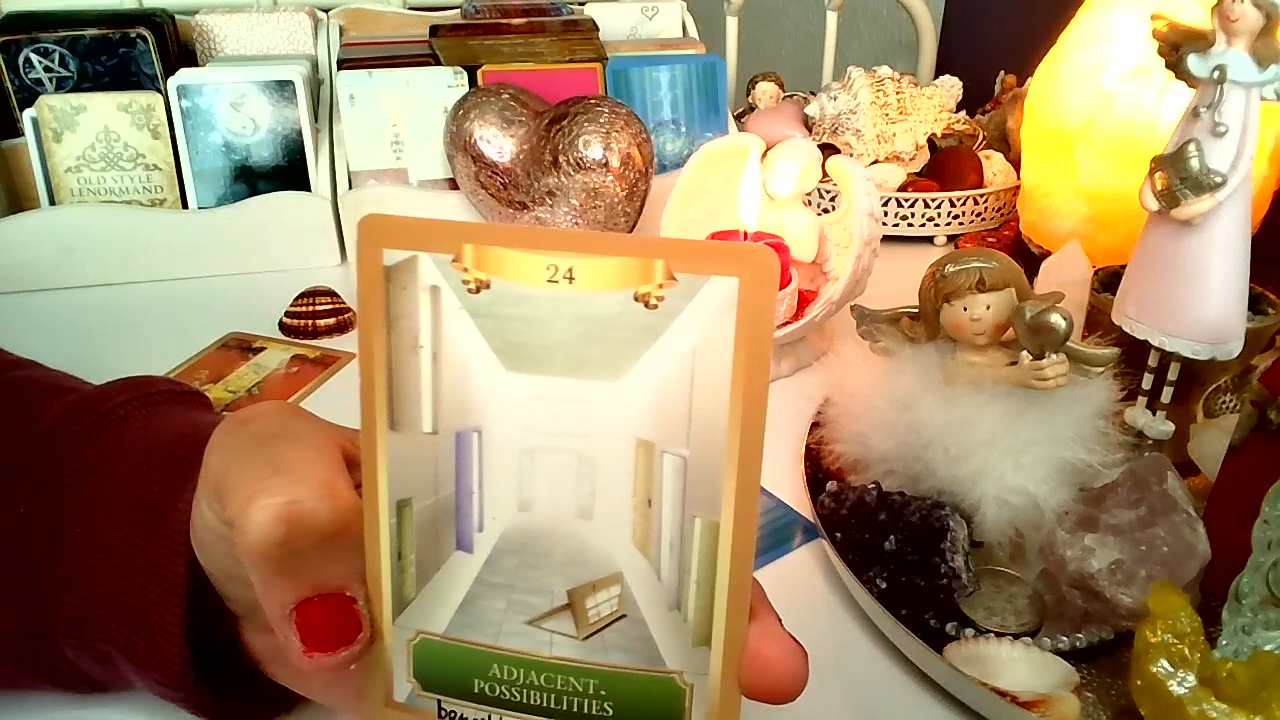 OLD STYLE
LENORMAND
24
ADJACENT
POSSIBILITIES